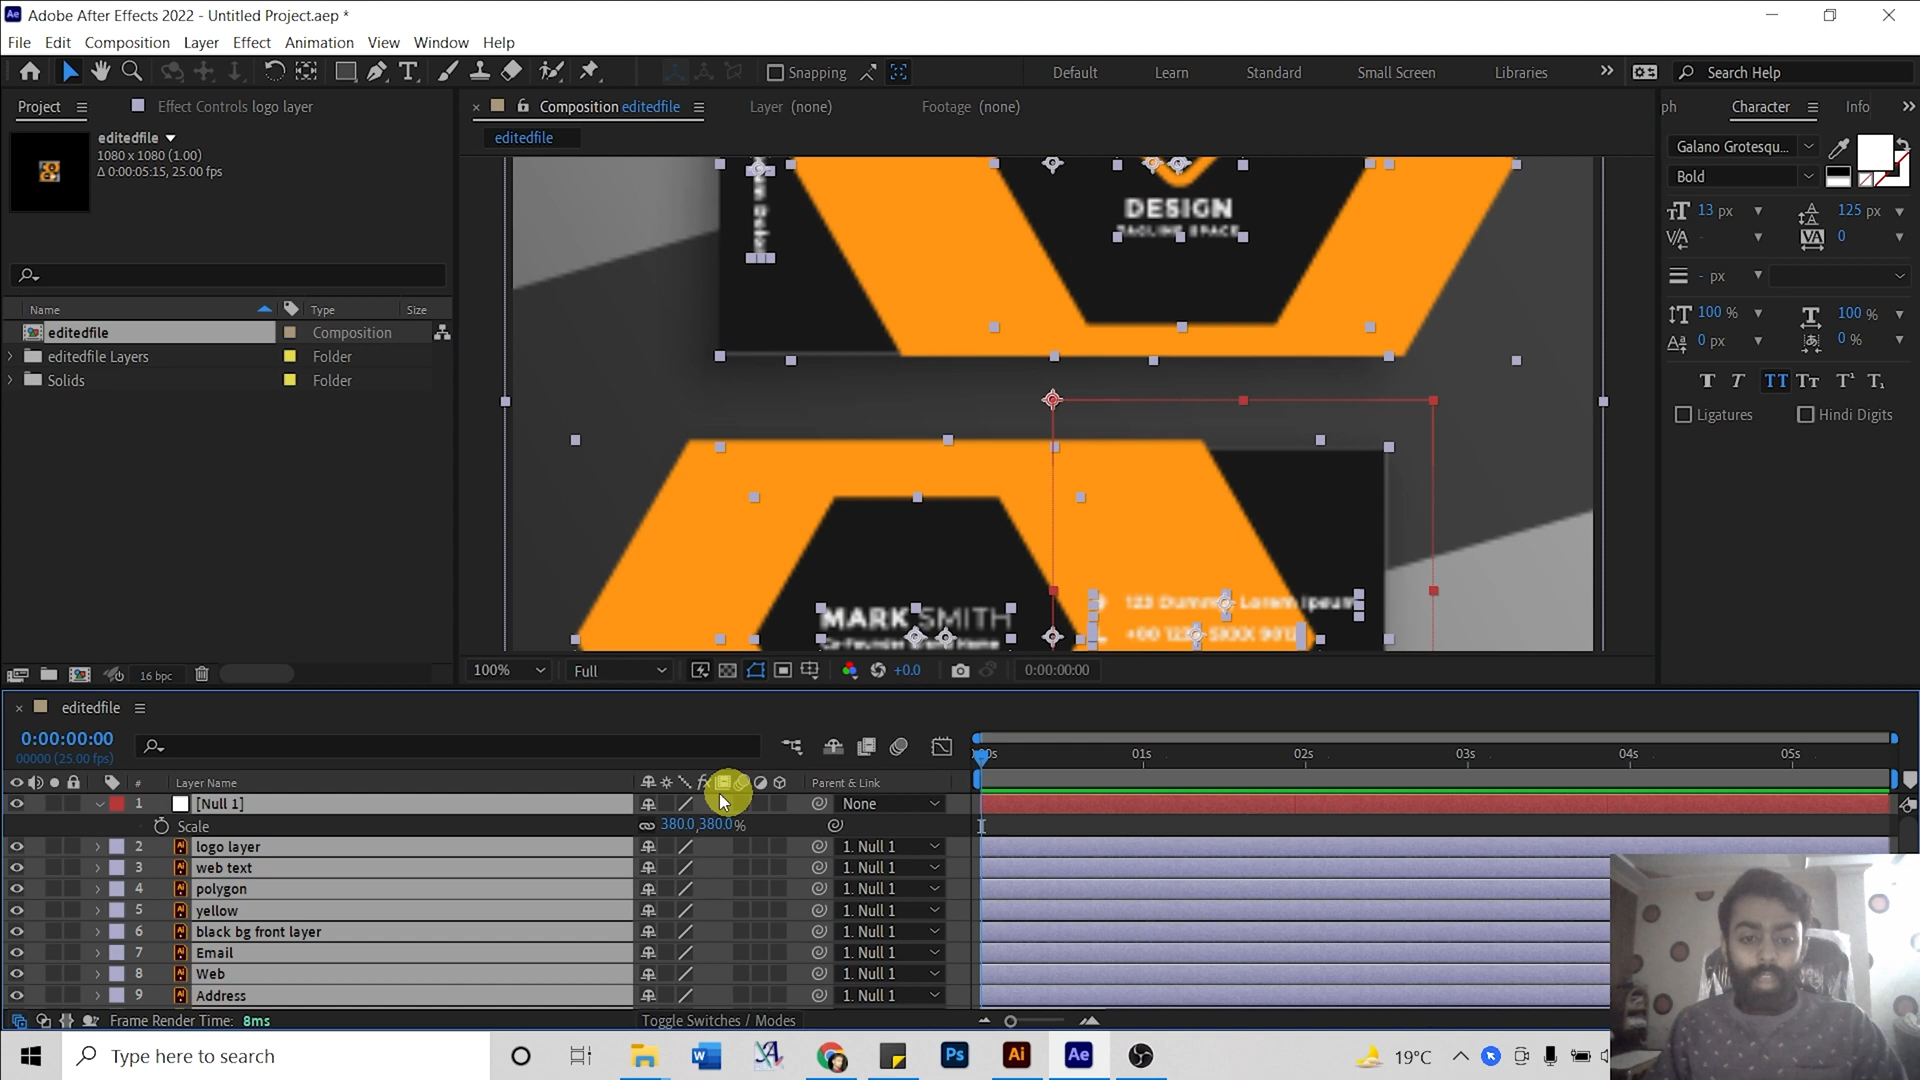 Adobe After Effects 2022 - Untitled Project.aep *
File Edit Composition Layer Effect Animation View Window Help
Snapping Default Learn Standard Small Screen Libraries Search Help
Project Effect Controls logo layer
Composition editedfile Layer (none) Footage (none)
ph Character Info
editedfile
1080 x 1080 (1.00)
Δ 0:00:05:15, 25.00 fps
editedfile
Galano Grotesqu...
Bold
13 px 125 px
0
- px
100 % 100 %
0 px 0 %
Ligatures Hindi Digits
Name Type Size
editedfile Composition
editedfile Layers Folder
Solids Folder
16 bpc
DESIGN
TAGLINE SPACE
MARK SMITH
Co-Founder Brand Name
123 Dummy Lorem Ipsum
100% Full +0.0 0:00:00:00
editedfile
0:00:00:00
00000 (25.00 fps)
00s 01s 02s 03s 04s 05s
# Layer Name Parent & Link
1 [Null 1] None
Scale 380.0,380.0%
2 logo layer 1. Null 1
3 web text 1. Null 1
4 polygon 1. Null 1
5 yellow 1. Null 1
6 black bg front layer 1. Null 1
7 Email 1. Null 1
8 Web 1. Null 1
9 Address 1. Null 1
Frame Render Time: 8ms Toggle Switches / Modes
Type here to search
19°C